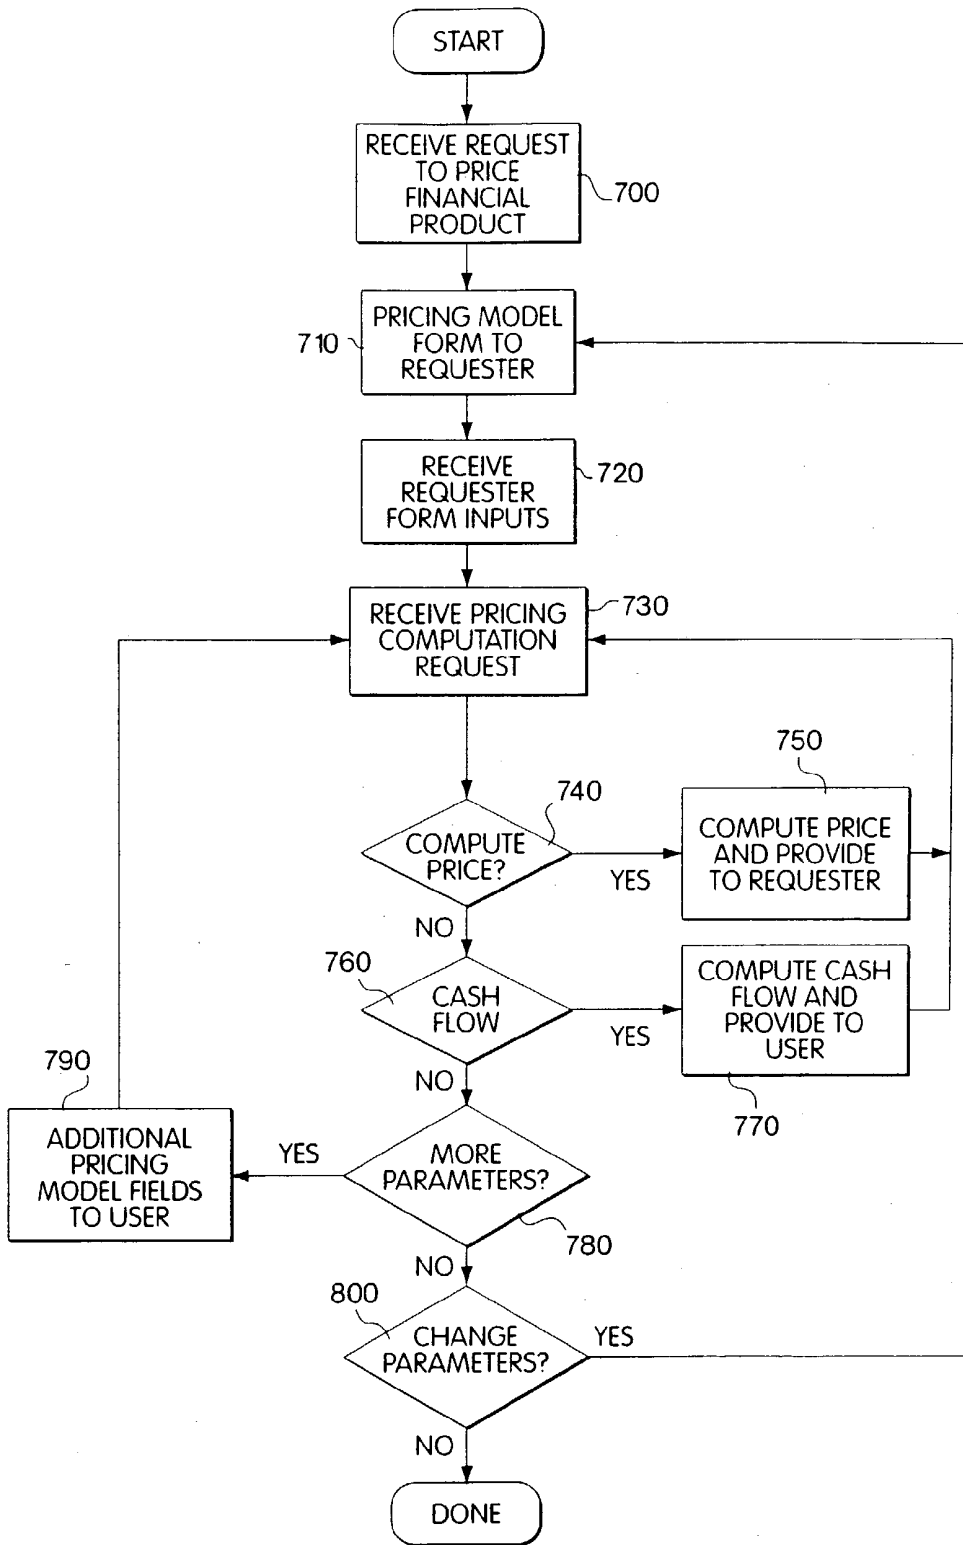 START
RECEIVE REQUEST
TO PRICE
FINANCIAL
PRODUCT
700
PRICING MODEL
FORM TO
REQUESTER
710
RECEIVE
REQUESTER
FORM INPUTS
720
RECEIVE PRICING
COMPUTATION
REQUEST
730
COMPUTE
PRICE?
740
YES
COMPUTE PRICE
AND PROVIDE
TO REQUESTER
750
NO
CASH
FLOW
760
YES
COMPUTE CASH
FLOW AND
PROVIDE TO
USER
770
NO
MORE
PARAMETERS?
780
YES
ADDITIONAL
PRICING
MODEL FIELDS
TO USER
790
NO
CHANGE
PARAMETERS?
800
YES
NO
DONE